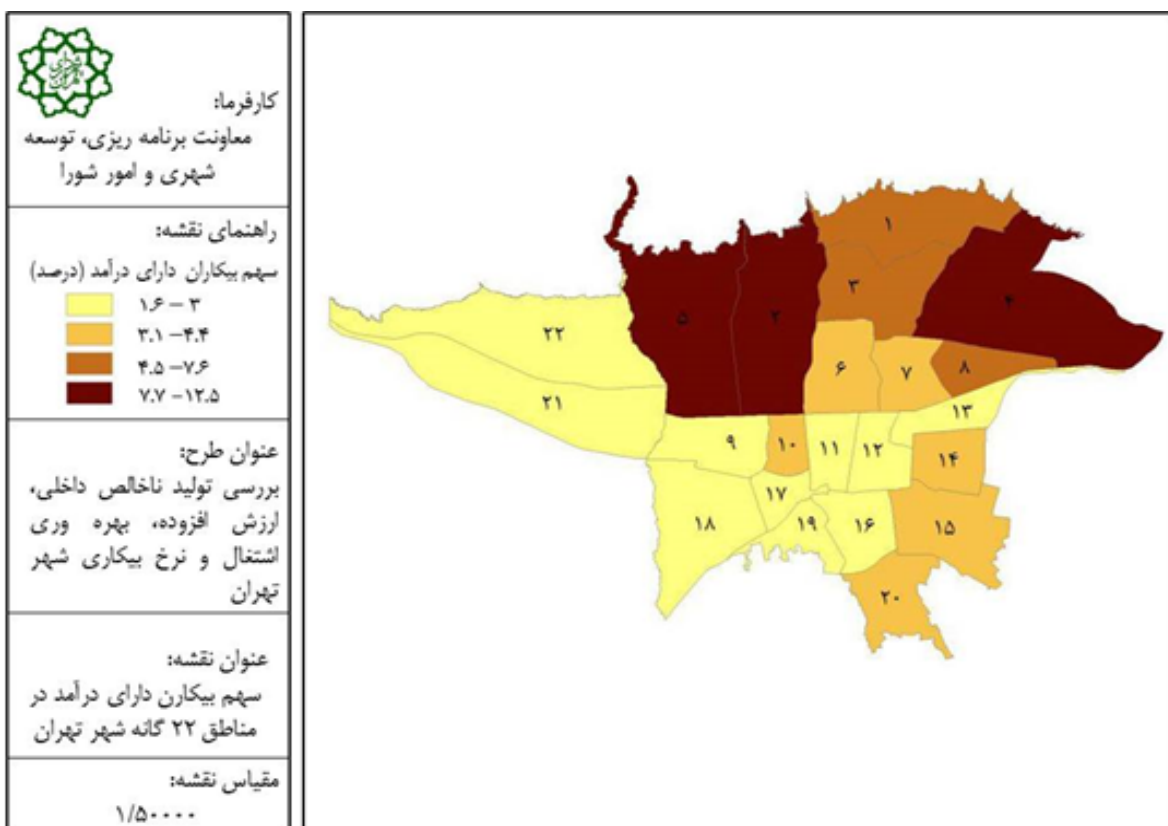 کارفرما:
معاونت برنامه ریزی، توسعه
شهری و امور شورا
راهنمای نقشه:
سهم بیکاران دارای درآمد (درصد)
۱.۶ – ۳
۳.۱ – ۴.۴
۴.۵ – ۷.۶
۷.۷ – ۱۲.۵
عنوان طرح:
بررسی تولید ناخالص داخلی،
ارزش افزوده، بهره وری
اشتغال و نرخ بیکاری شهر
تهران
عنوان نقشه:
سهم بیکارن دارای درآمد در
مناطق ۲۲ گانه شهر تهران
مقیاس نقشه:
۱/۵۰۰۰۰
۱
۳
۴
۵
۲
۲۲
۶
۷
۸
۲۱
۱۳
۹
۱۰
۱۱
۱۲
۱۴
۱۷
۱۸
۱۹
۱۶
۱۵
۲۰